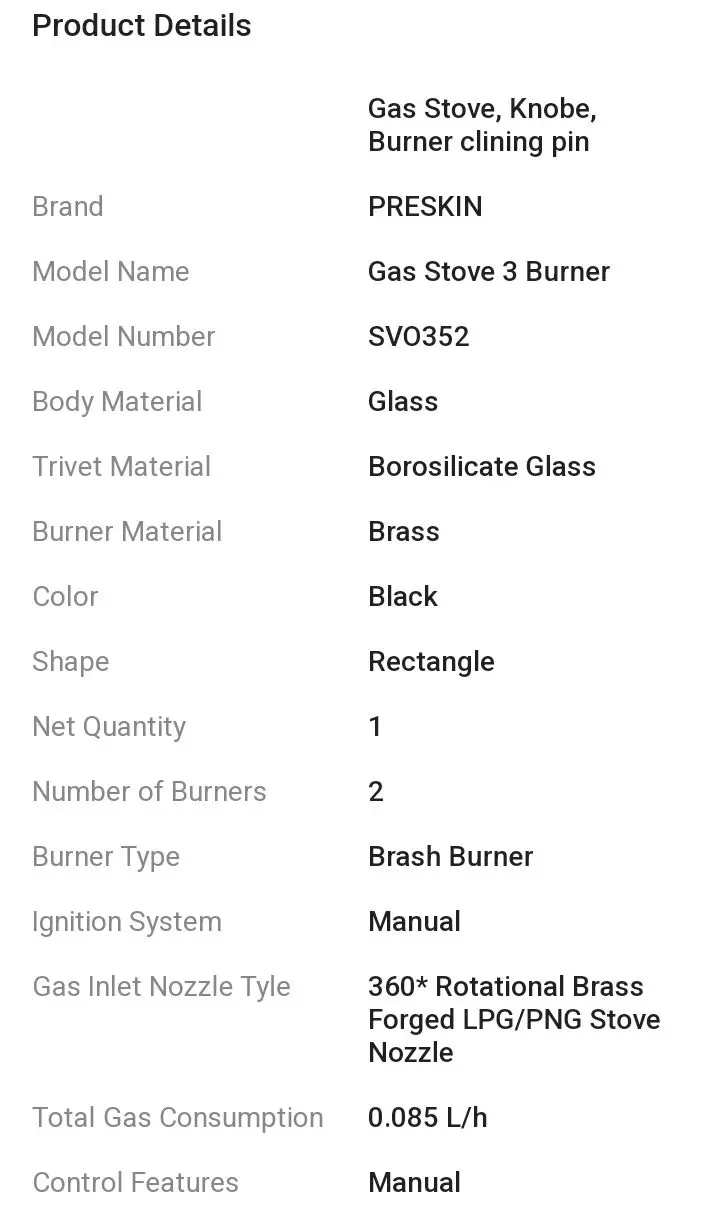 Product Details
Gas Stove, Knobe,
Burner clining pin
Brand PRESKIN
Model Name Gas Stove 3 Burner
Model Number SVO352
Body Material Glass
Trivet Material Borosilicate Glass
Burner Material Brass
Color Black
Shape Rectangle
Net Quantity 1
Number of Burners 2
Burner Type Brash Burner
Ignition System Manual
Gas Inlet Nozzle Tyle 360* Rotational Brass
Forged LPG/PNG Stove
Nozzle
Total Gas Consumption 0.085 L/h
Control Features Manual